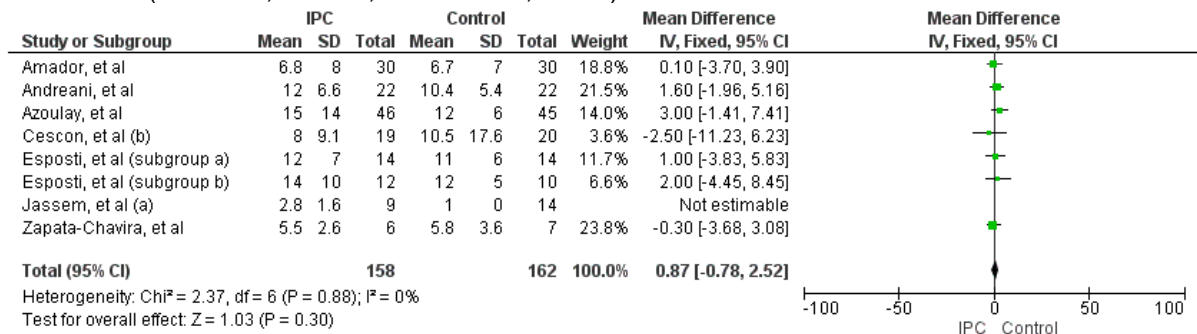 IPC Control Mean Difference Mean Difference
Study or Subgroup Mean SD Total Mean SD Total Weight IV, Fixed, 95% CI IV, Fixed, 95% CI
Amador, et al 6.8 8 30 6.7 7 30 18.8% 0.10 [-3.70, 3.90]
Andreani, et al 12 6.6 22 10.4 5.4 22 21.5% 1.60 [-1.96, 5.16]
Azoulay, et al 15 14 46 12 6 45 14.0% 3.00 [-1.41, 7.41]
Cescon, et al (b) 8 9.1 19 10.5 17.6 20 3.6% -2.50 [-11.23, 6.23]
Esposti, et al (subgroup a) 12 7 14 11 6 14 11.7% 1.00 [-3.83, 5.83]
Esposti, et al (subgroup b) 14 10 12 12 5 10 6.6% 2.00 [-4.45, 8.45]
Jassem, et al (a) 2.8 1.6 9 1 0 14 Not estimable
Zapata-Chavira, et al 5.5 2.6 6 5.8 3.6 7 23.8% -0.30 [-3.68, 3.08]
Total (95% CI) 158 162 100.0% 0.87 [-0.78, 2.52]
Heterogeneity: Chi² = 2.37, df = 6 (P = 0.88); I² = 0%
Test for overall effect: Z = 1.03 (P = 0.30)
-100 -50 0 50 100
IPC Control